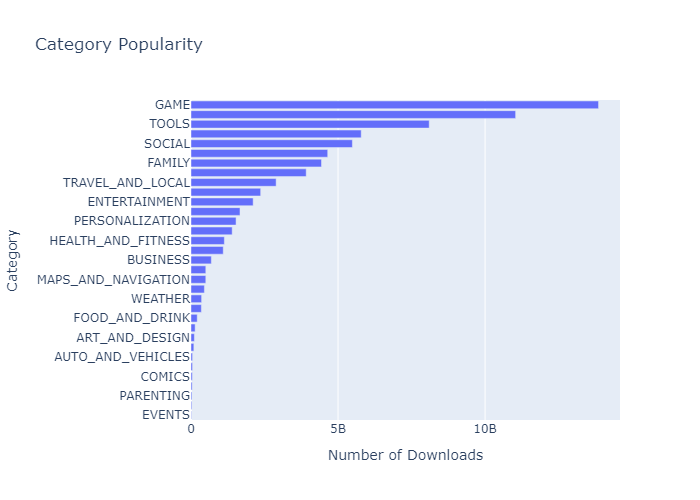 Category Popularity
GAME
TOOLS
SOCIAL
FAMILY
TRAVEL_AND_LOCAL
ENTERTAINMENT
PERSONALIZATION
HEALTH_AND_FITNESS
BUSINESS
MAPS_AND_NAVIGATION
WEATHER
FOOD_AND_DRINK
ART_AND_DESIGN
AUTO_AND_VEHICLES
COMICS
PARENTING
EVENTS
Category
0 5B 10B
Number of Downloads